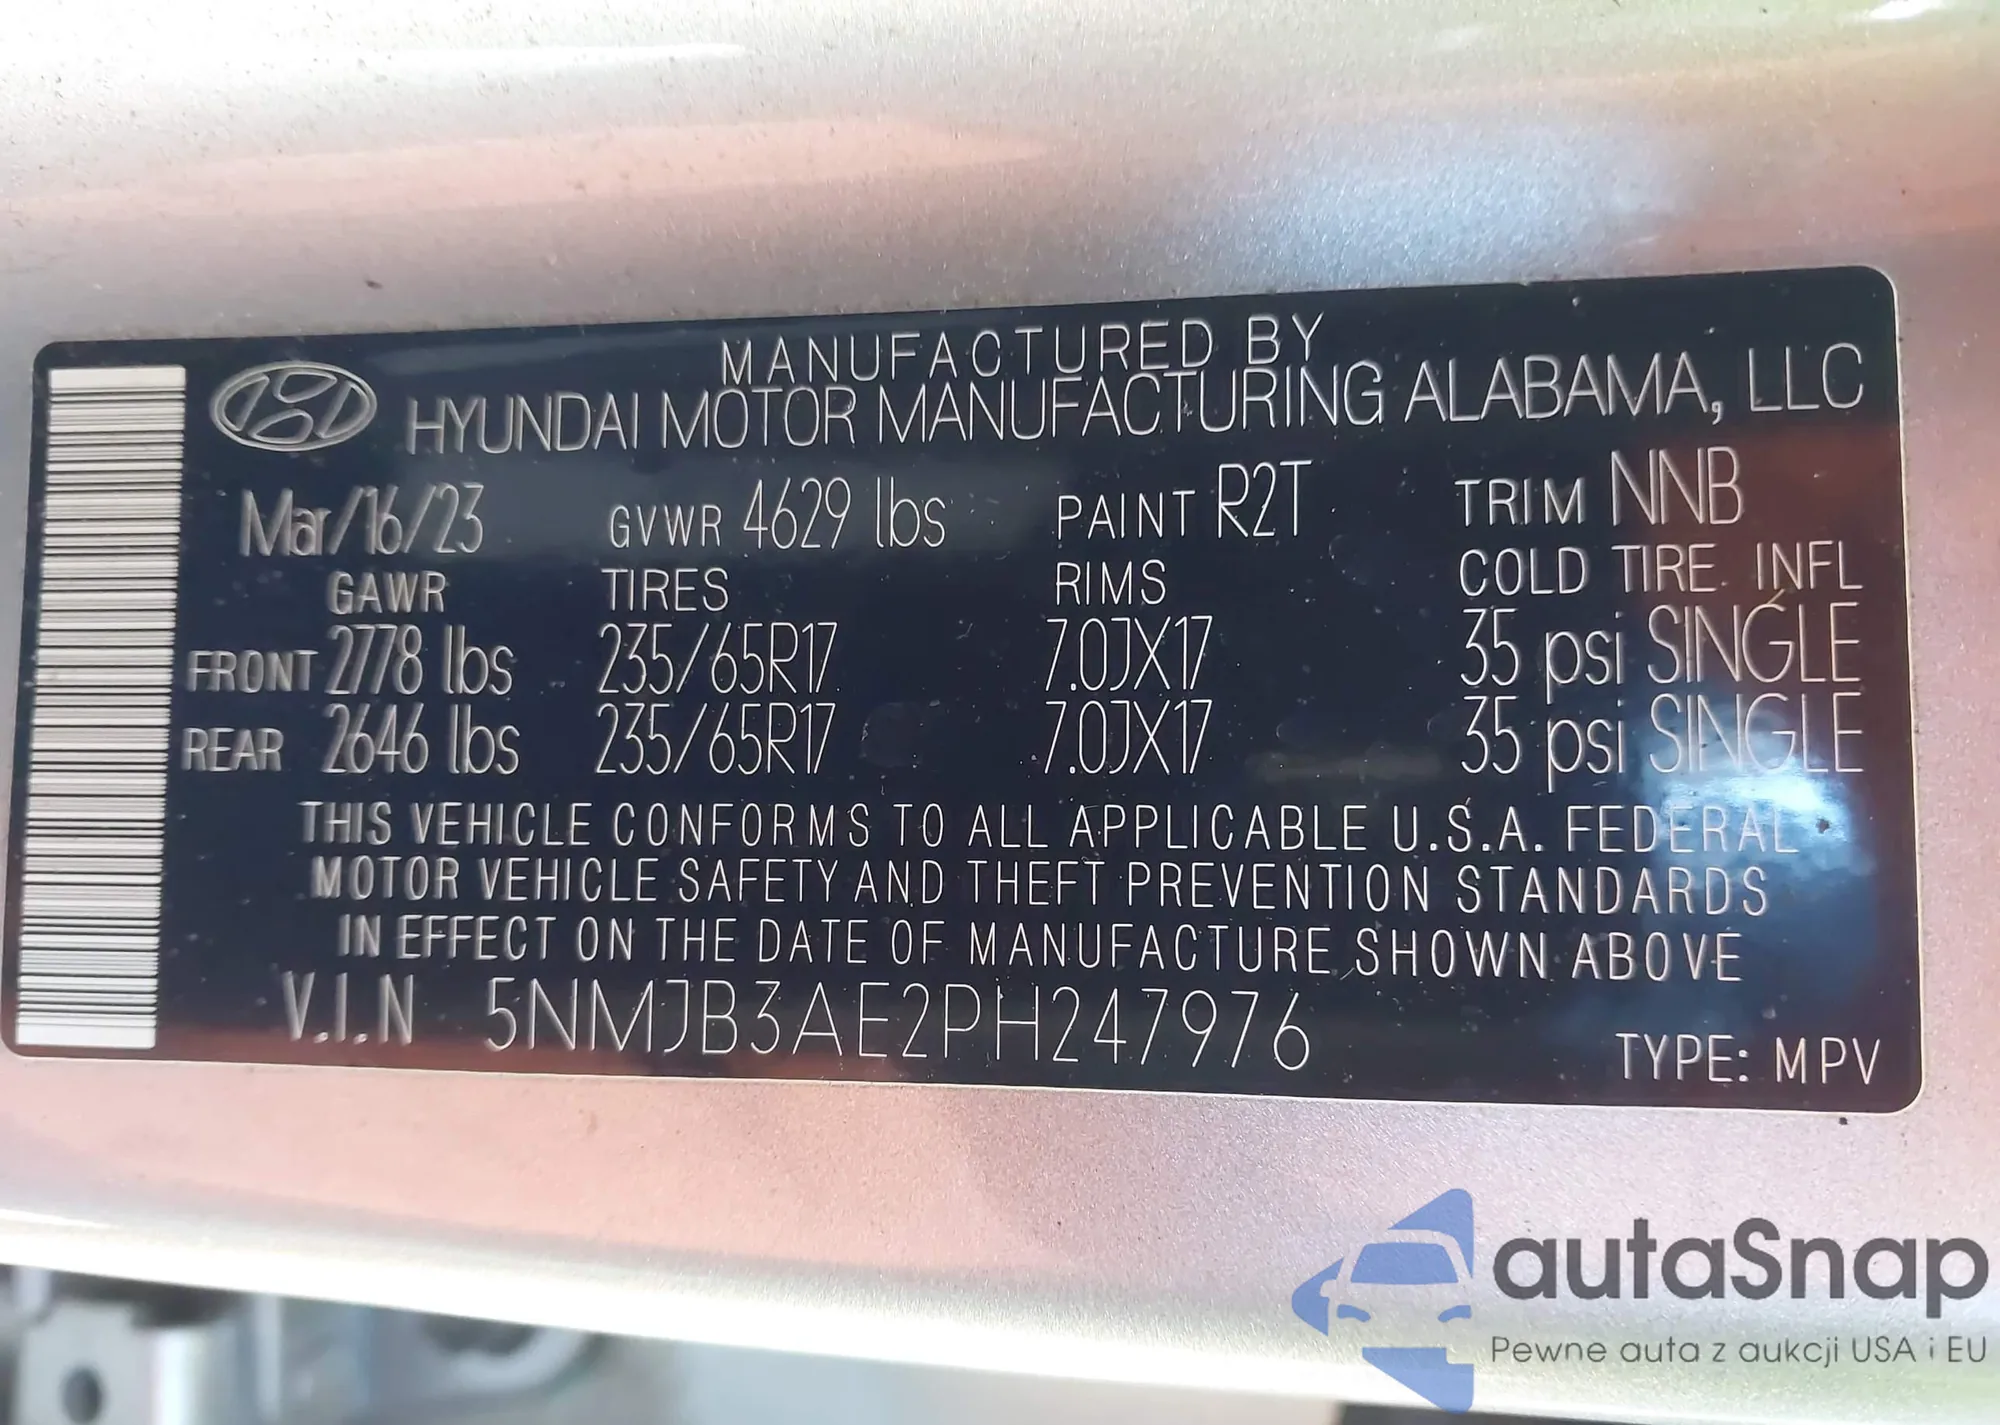 MANUFACTURED BY
HYUNDAI MOTOR MANUFACTURING ALABAMA, LLC
Mar/16/23 GVWR 4629 lbs PAINT R2T TRIM NNB
GAWR TIRES RIMS COLD TIRE INFL
FRONT 2778 lbs 235/65R17 7.0JX17 35 psi SINGLE
REAR 2646 lbs 235/65R17 7.0JX17 35 psi SINGLE
THIS VEHICLE CONFORMS TO ALL APPLICABLE U.S.A. FEDERAL
MOTOR VEHICLE SAFETY AND THEFT PREVENTION STANDARDS
IN EFFECT ON THE DATE OF MANUFACTURE SHOWN ABOVE
V.I.N 5NMJB3AE2PH247976
TYPE: MPV
autaSnap
Pewne auta z aukcji USA i EU